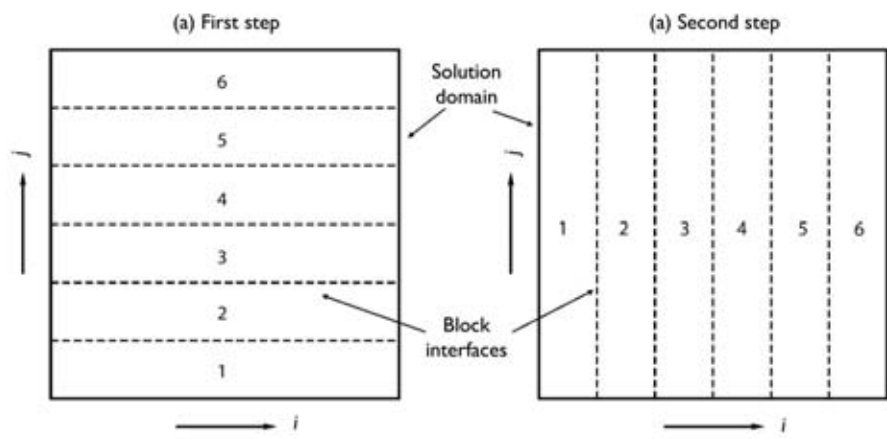 (a) First step
(a) Second step
Solution
domain
6
5
4
3
2
1
j
i
Block
interfaces
j
1 2 3 4 5 6
i